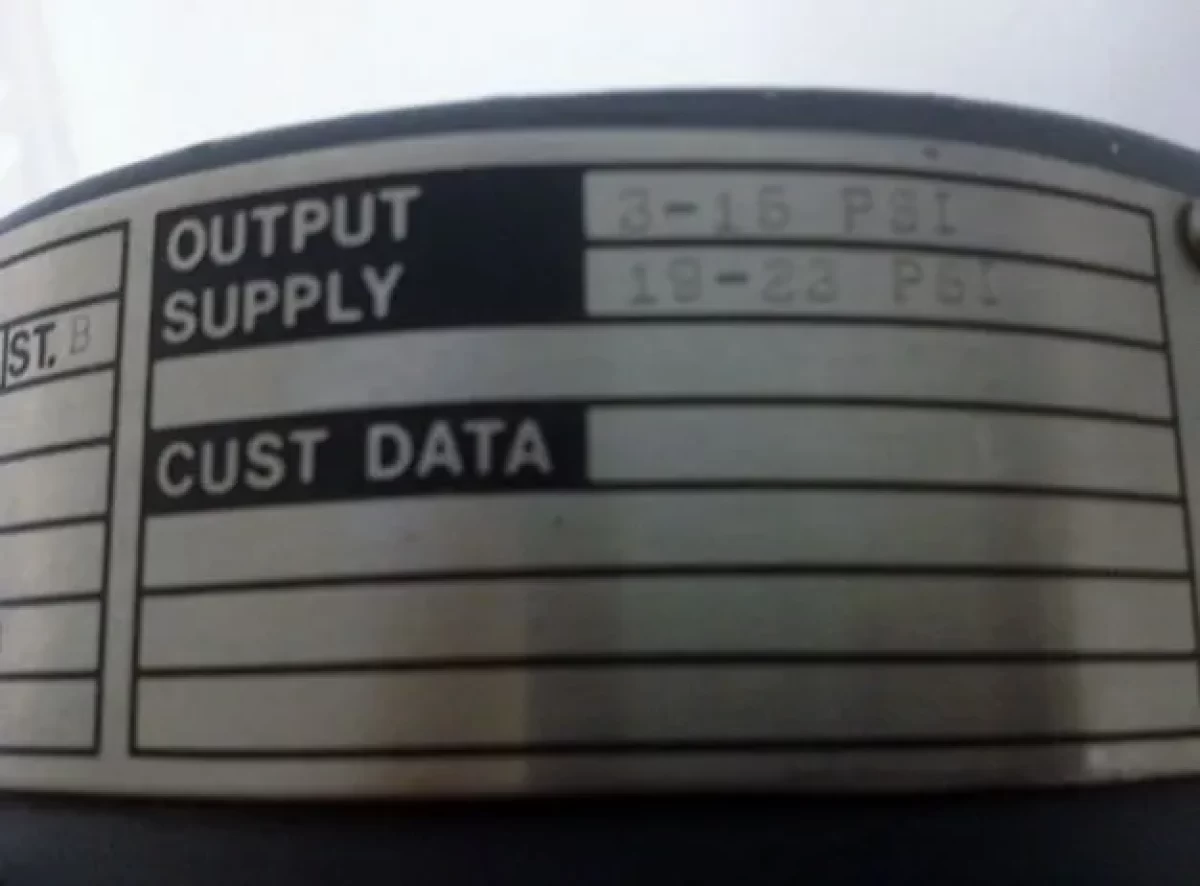 OUTPUT 3-15 PSI
SUPPLY 19-23 PSI
ST. B
CUST DATA